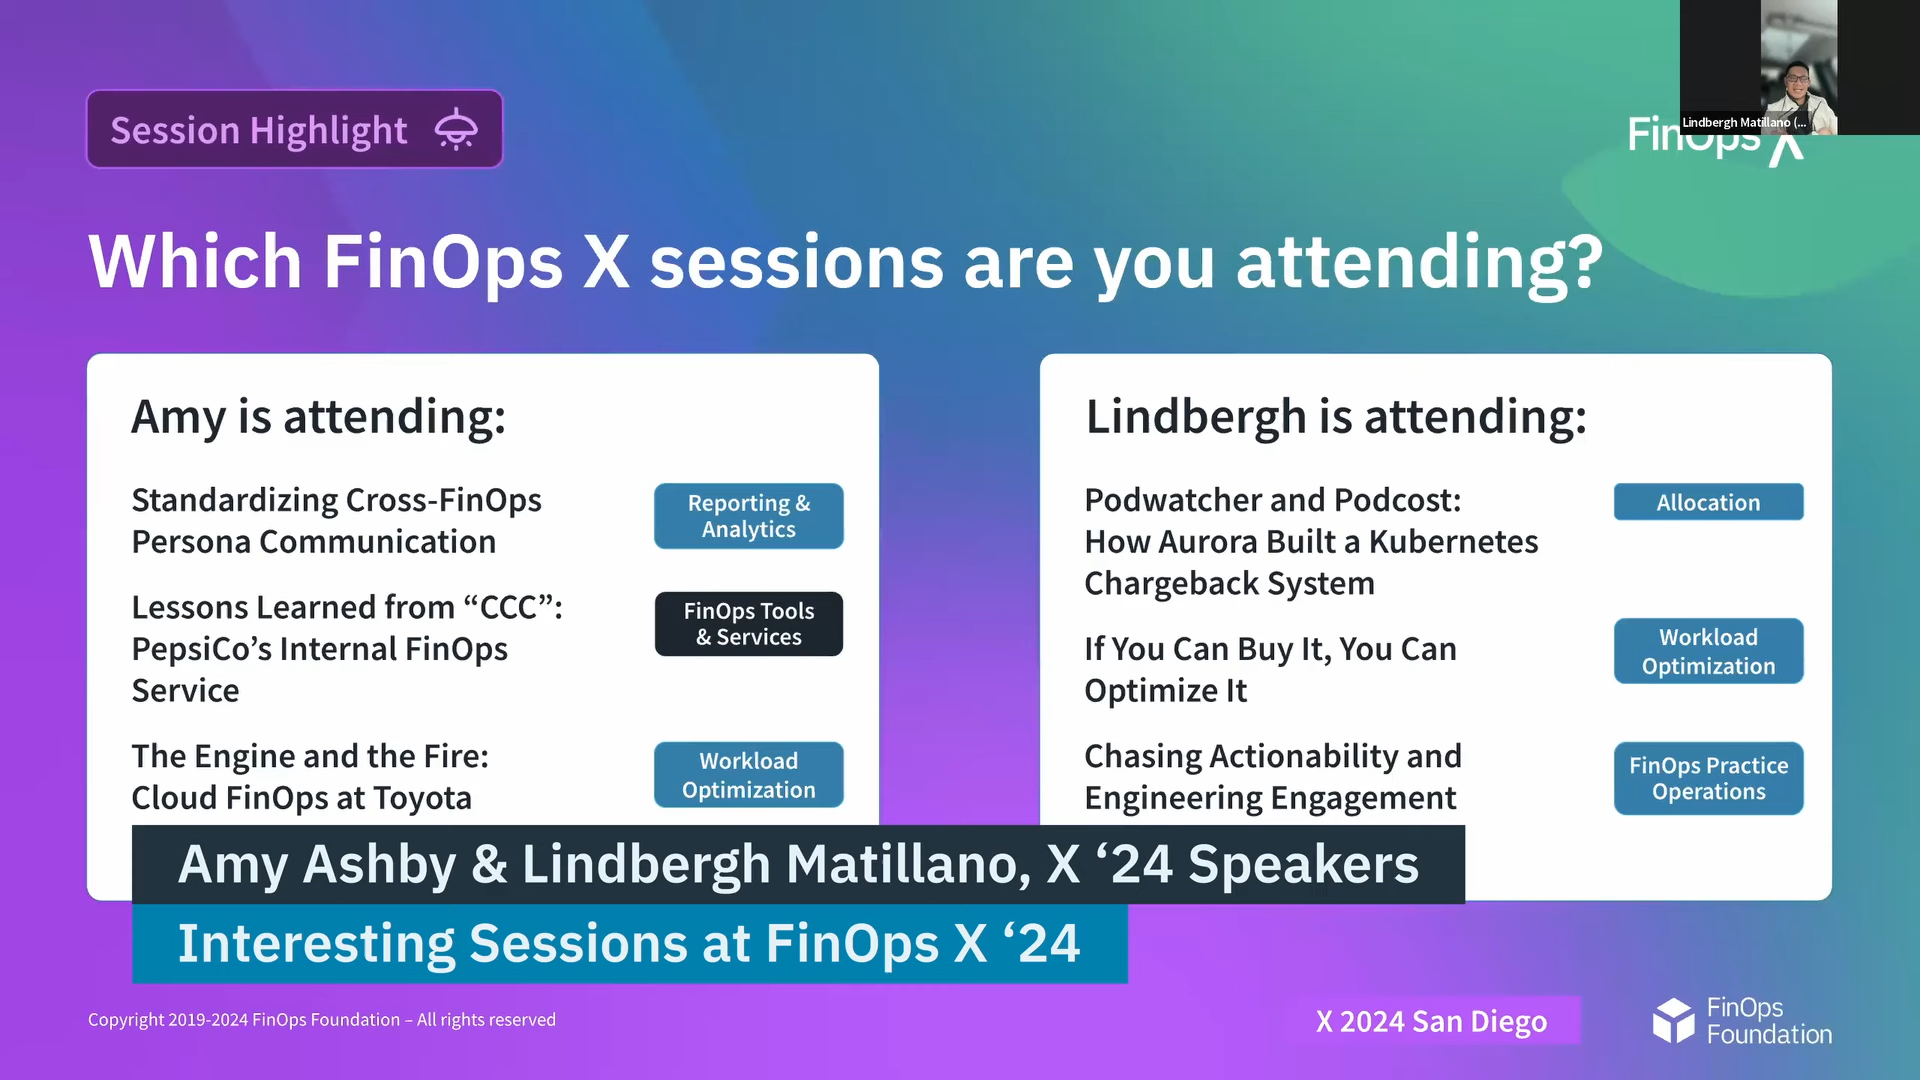 Session Highlight
Lindbergh Matillano (...
FinOps X
Which FinOps X sessions are you attending?
Amy is attending:
Standardizing Cross-FinOps
Persona Communication
Reporting &
Analytics
Lessons Learned from “CCC”:
PepsiCo’s Internal FinOps
Service
FinOps Tools
& Services
The Engine and the Fire:
Cloud FinOps at Toyota
Workload
Optimization
Lindbergh is attending:
Podwatcher and Podcost:
How Aurora Built a Kubernetes
Chargeback System
Allocation
If You Can Buy It, You Can
Optimize It
Workload
Optimization
Chasing Actionability and
Engineering Engagement
FinOps Practice
Operations
Amy Ashby & Lindbergh Matillano, X ‘24 Speakers
Interesting Sessions at FinOps X ‘24
Copyright 2019-2024 FinOps Foundation – All rights reserved
X 2024 San Diego
FinOps
Foundation